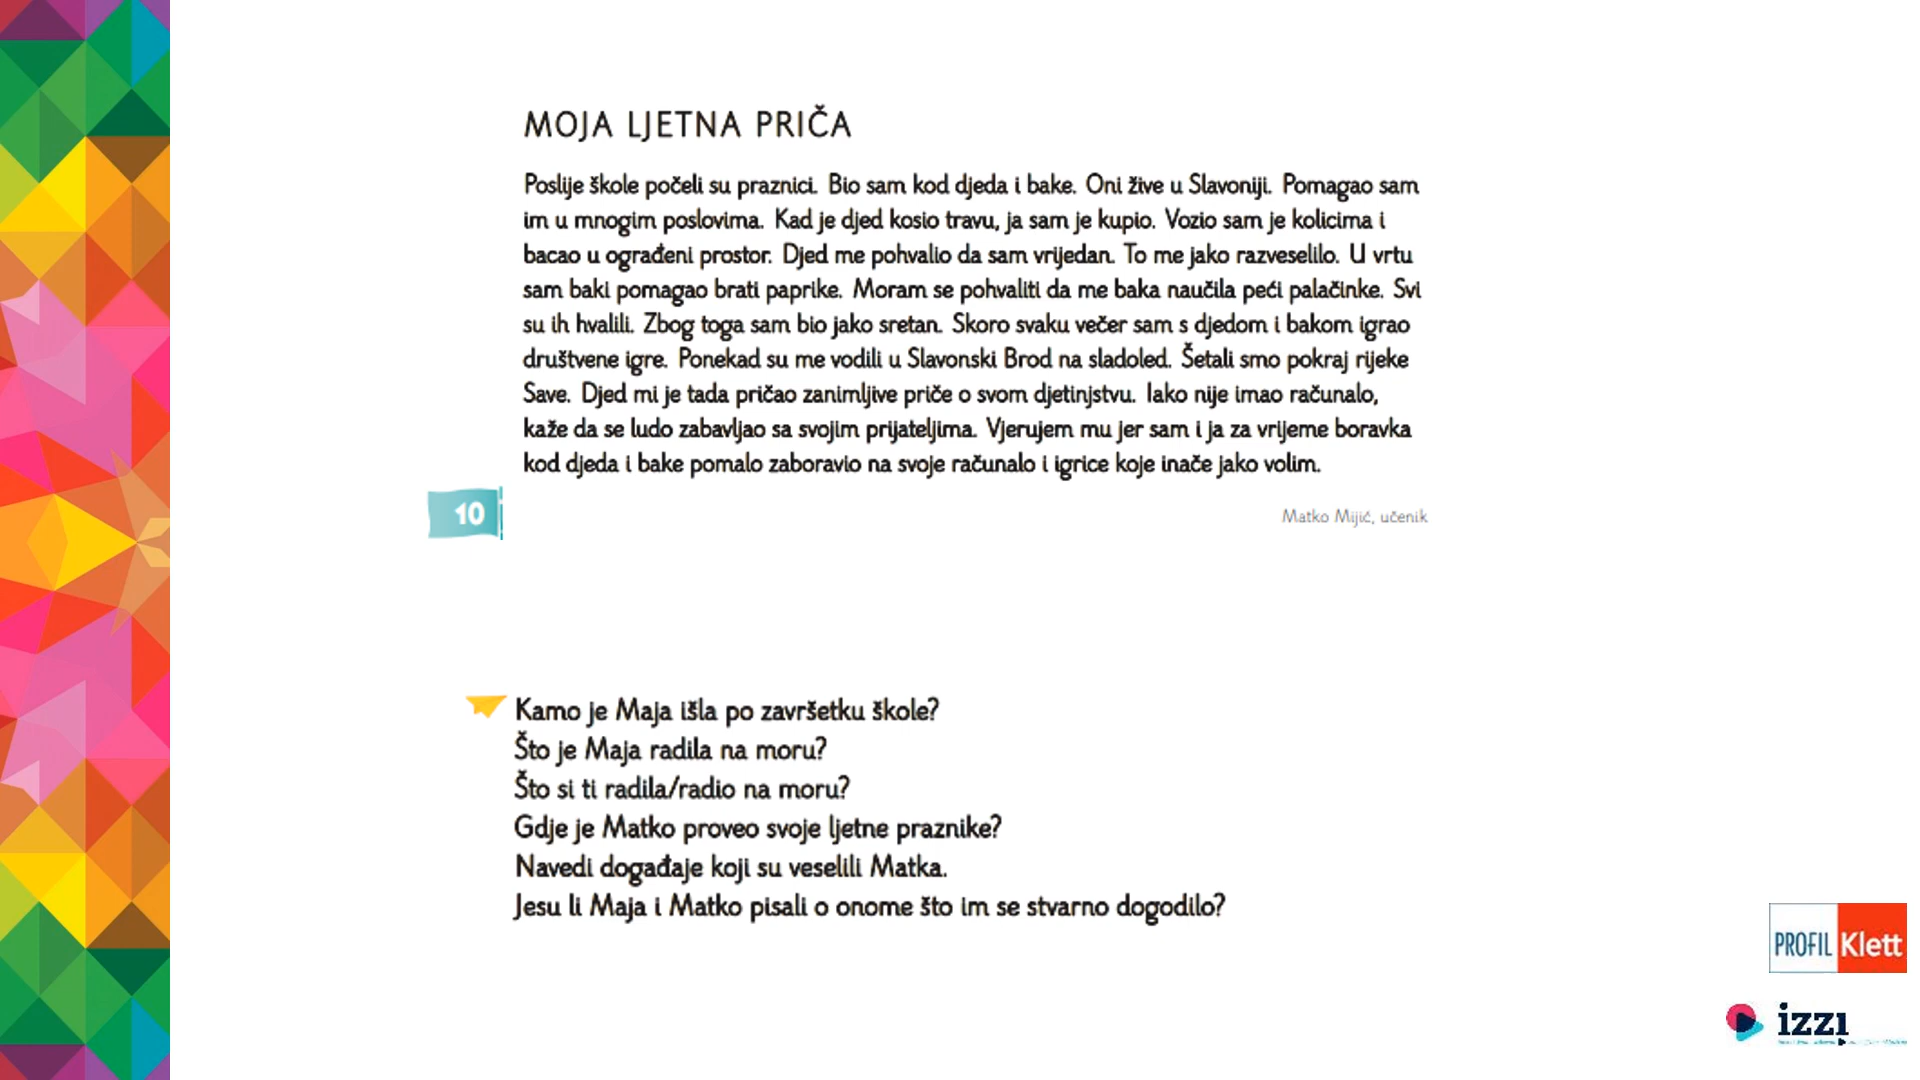 MOJA LJETNA PRIČA
Poslije škole počeli su praznici. Bio sam kod djeda i bake. Oni žive u Slavoniji. Pomagao sam
im u mnogim poslovima. Kad je djed kosio travu, ja sam je kupio. Vozio sam je kolicima i
bacao u ograđeni prostor. Djed me pohvalio da sam vrijedan. To me jako razveselilo. U vrtu
sam baki pomagao brati paprike. Moram se pohvaliti da me baka naučila peći palačinke. Svi
su ih hvalili. Zbog toga sam bio jako sretan. Skoro svaku večer sam s djedom i bakom igrao
društvene igre. Ponekad su me vodili u Slavonski Brod na sladoled. Šetali smo pokraj rijeke
Save. Djed mi je tada pričao zanimljive priče o svom djetinjstvu. Iako nije imao računalo,
kaže da se ludo zabavljao sa svojim prijateljima. Vjerujem mu jer sam i ja za vrijeme boravka
kod djeda i bake pomalo zaboravio na svoje računalo i igrice koje inače jako volim.
10
Matko Mijić, učenik
Kamo je Maja išla po završetku škole?
Što je Maja radila na moru?
Što si ti radila/radio na moru?
Gdje je Matko proveo svoje ljetne praznike?
Navedi događaje koji su veselili Matka.
Jesu li Maja i Matko pisali o onome što im se stvarno dogodilo?
PROFIL Klett
izzi